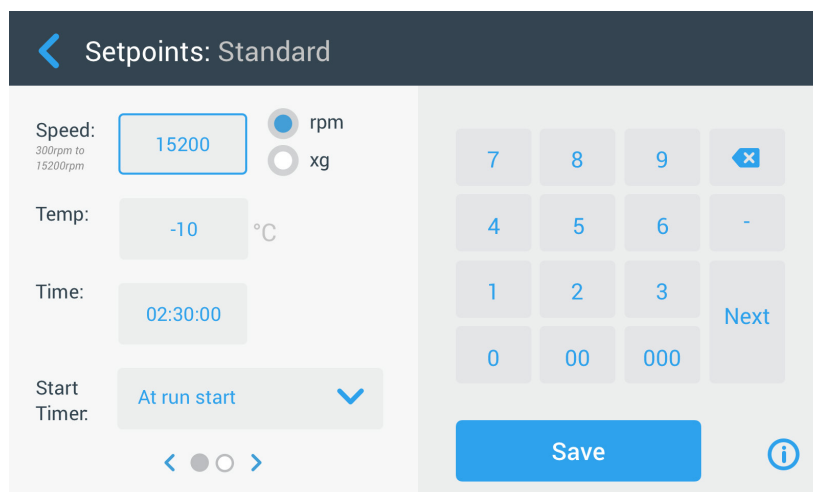 Setpoints: Standard
Speed:
300rpm to
15200rpm
15200
rpm
xg
Temp:
-10
°C
Time:
02:30:00
Start
Timer:
At run start
7 8 9
4 5 6 -
1 2 3
Next
0 00 000
Save